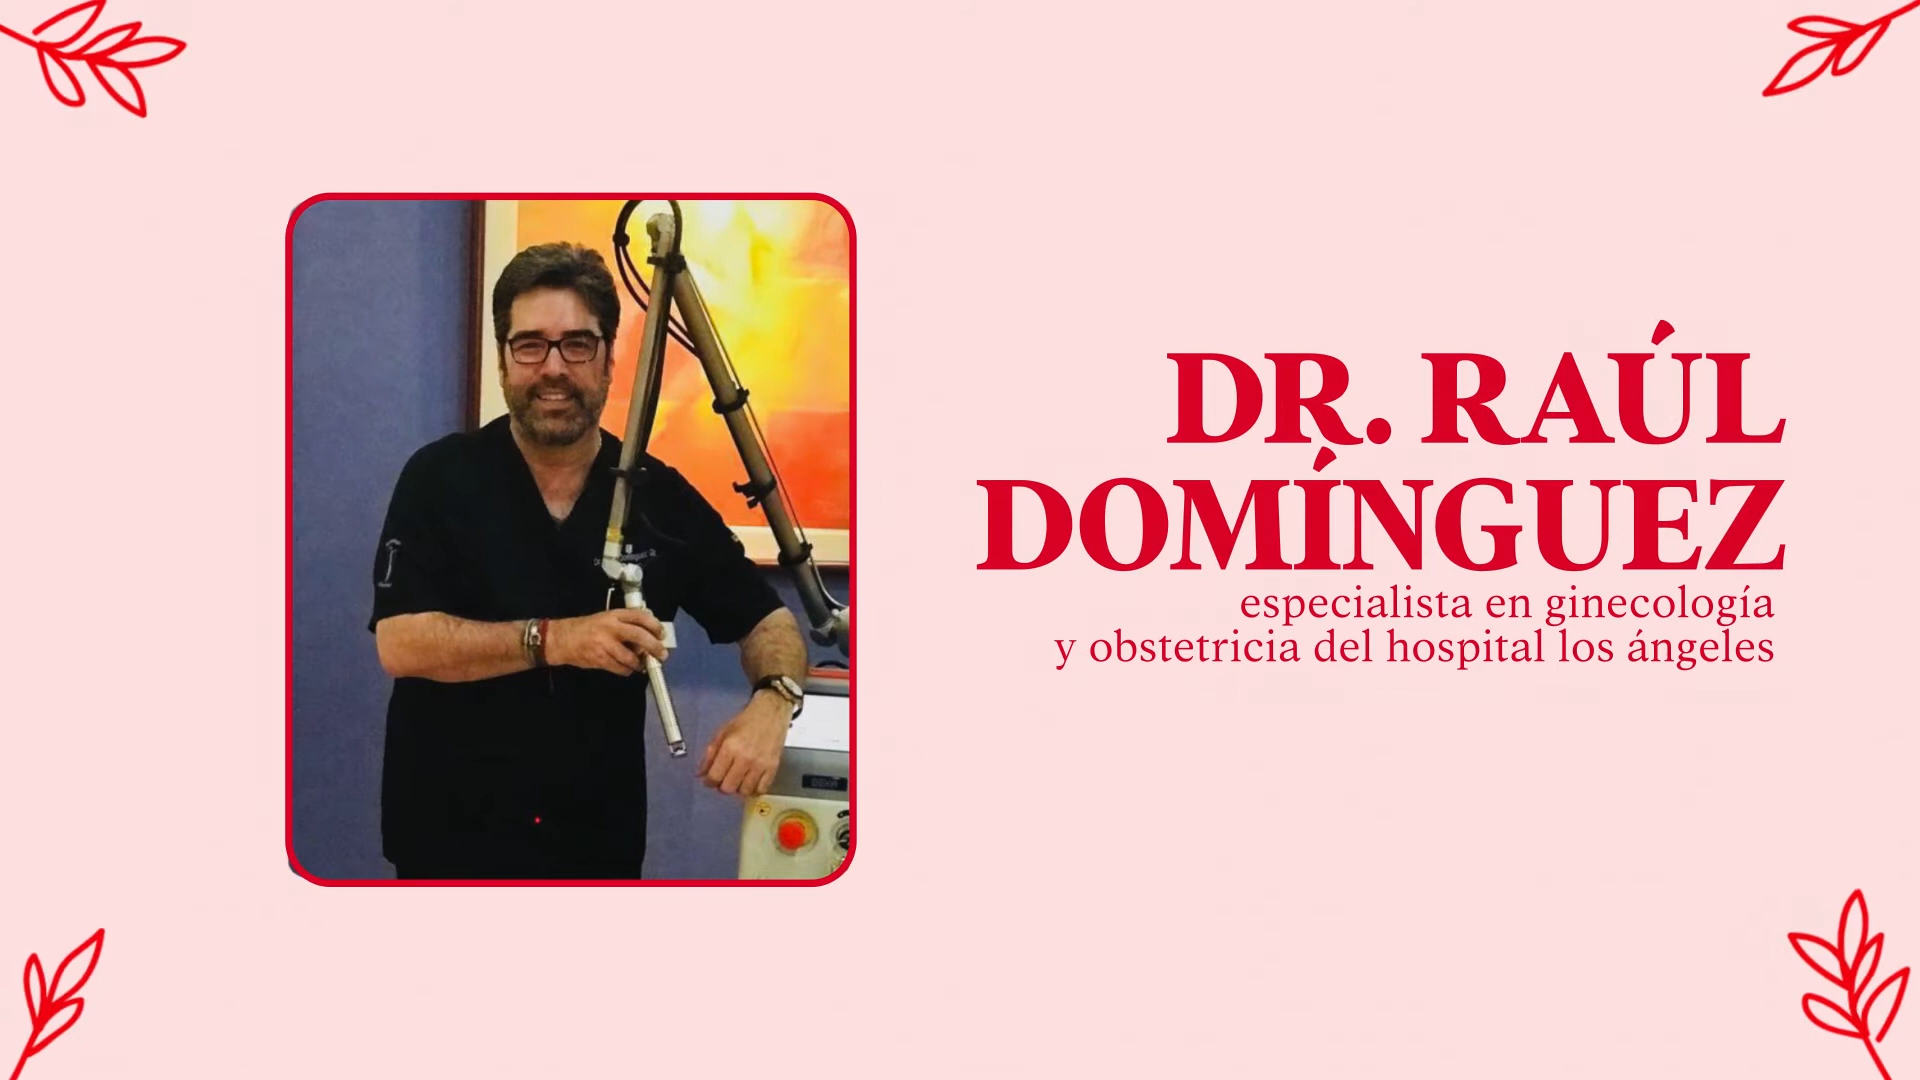 DR. RAÚL
DOMÍNGUEZ
especialista en ginecología
y obstetricia del hospital los ángeles